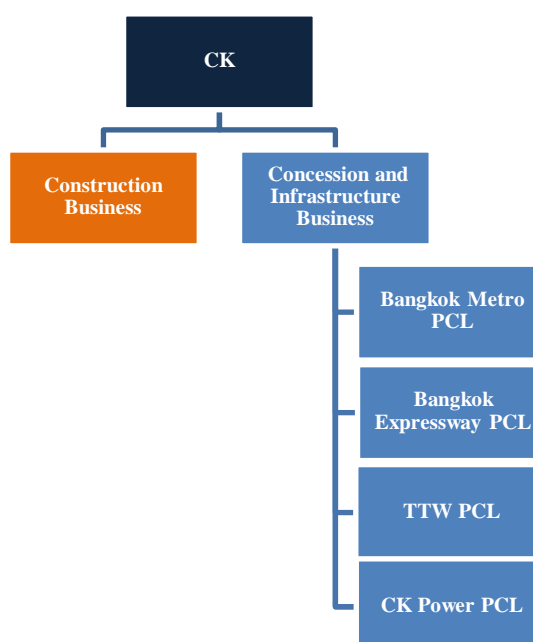 CK
Construction
Business
Concession and
Infrastructure
Business
Bangkok Metro
PCL
Bangkok
Expressway PCL
TTW PCL
CK Power PCL